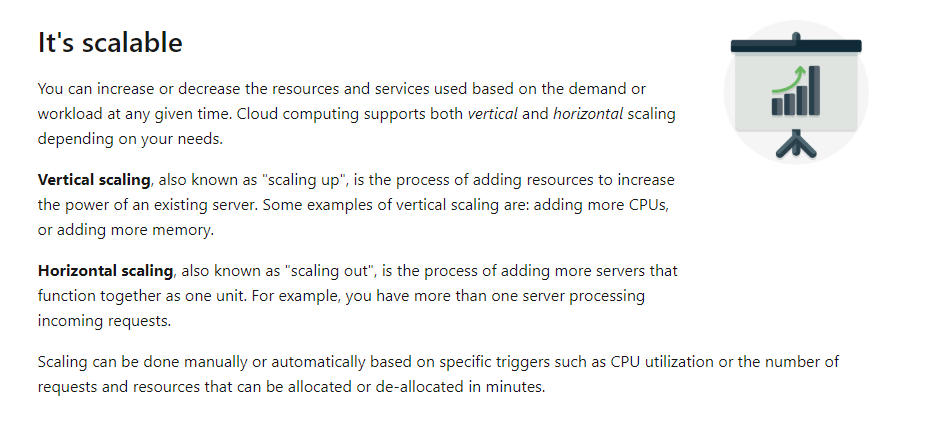 It's scalable
You can increase or decrease the resources and services used based on the demand or
workload at any given time. Cloud computing supports both vertical and horizontal scaling
depending on your needs.
Vertical scaling, also known as "scaling up", is the process of adding resources to increase
the power of an existing server. Some examples of vertical scaling are: adding more CPUs,
or adding more memory.
Horizontal scaling, also known as "scaling out", is the process of adding more servers that
function together as one unit. For example, you have more than one server processing
incoming requests.
Scaling can be done manually or automatically based on specific triggers such as CPU utilization or the number of
requests and resources that can be allocated or de-allocated in minutes.